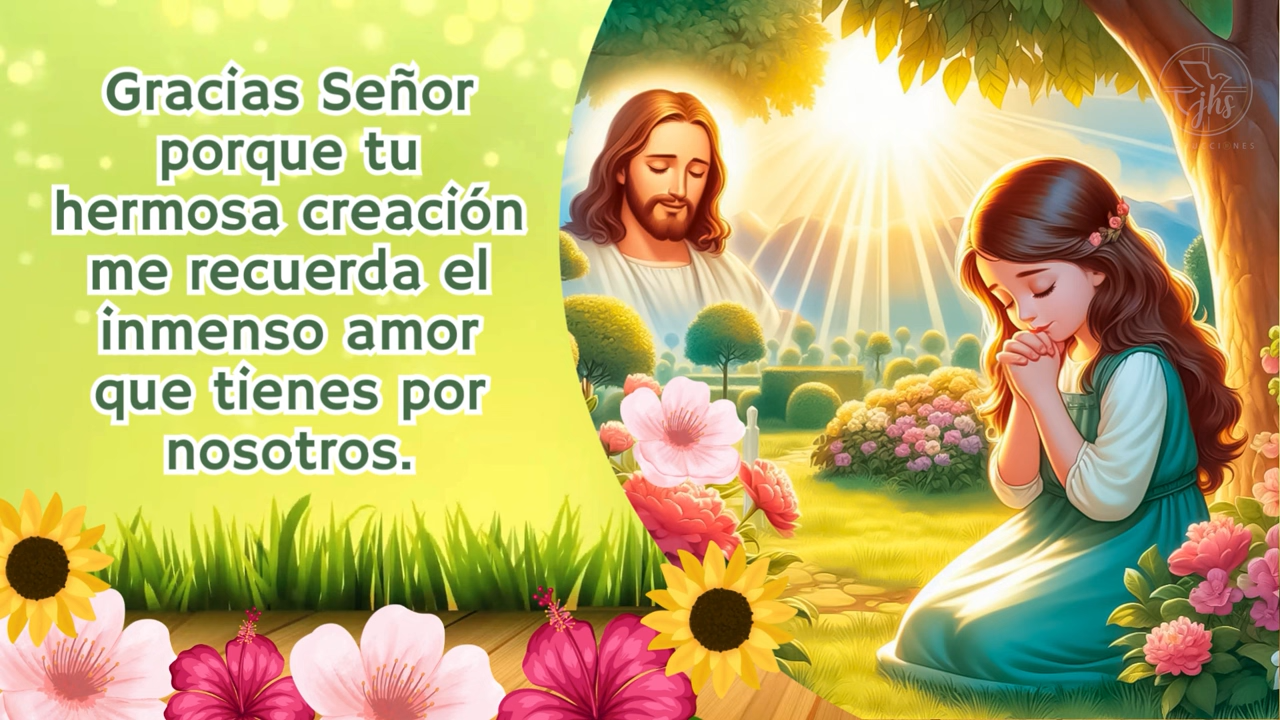 Gracias Señor
porque tu
hermosa creación
me recuerda el
inmenso amor
que tienes por
nosotros.
jhs